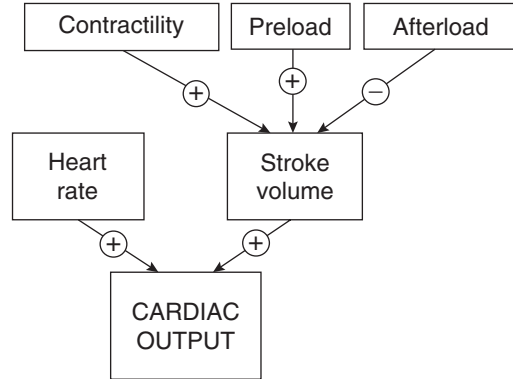 Contractility
Preload
Afterload
+
+
−
Heart
rate
Stroke
volume
+
+
CARDIAC
OUTPUT